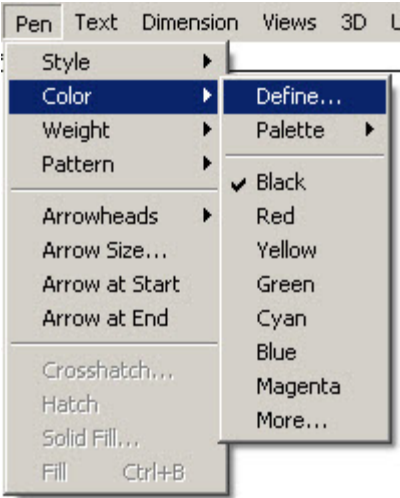 Pen Text Dimension Views 3D
Style
Color
Weight
Pattern
Arrowheads
Arrow Size...
Arrow at Start
Arrow at End
Crosshatch...
Hatch
Solid Fill...
Fill Ctrl+B
Define...
Palette
Black
Red
Yellow
Green
Cyan
Blue
Magenta
More...